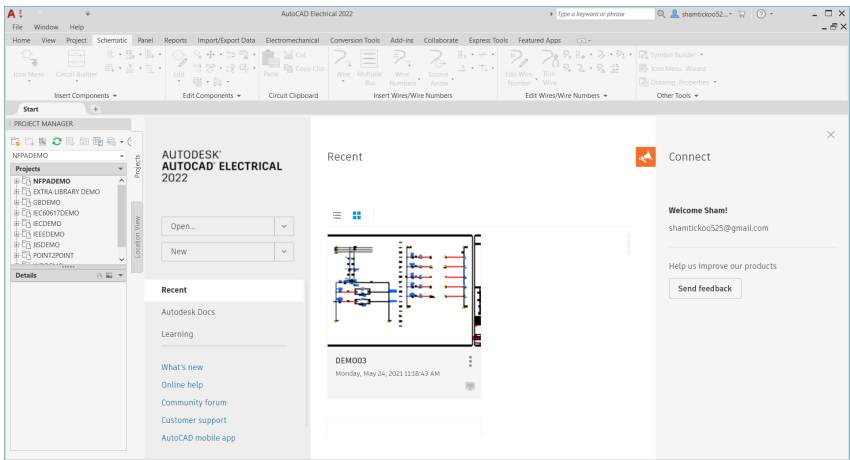 AutoCAD Electrical 2022
Type a keyword or phrase
shamtickoo52...
File Window Help
Home View Project Schematic Panel Reports Import/Export Data Electromechanical Conversion Tools Add-ins Collaborate Express Tools Featured Apps
Icon Menu
Circuit Builder
Edit
Paste
Cut
Copy Clip
Wire
Multiple Bus
Wire Numbers
Source Arrow
Edit Wire Number
Trim Wire
Symbol Builder
Icon Menu Wizard
Drawing Properties
Insert Components
Edit Components
Circuit Clipboard
Insert Wires/Wire Numbers
Edit Wires/Wire Numbers
Other Tools
Start
PROJECT MANAGER
NFPADEMO
Projects
NFPADEMO
EXTRA LIBRARY DEMO
GBDEMO
IEC60617DEMO
IECDEMO
IEEEDEMO
JISDEMO
POINT2POINT
Details
Projects
Location View
AUTODESK
AUTOCAD ELECTRICAL
2022
Open...
New
Recent
Autodesk Docs
Learning
What's new
Online help
Community forum
Customer support
AutoCAD mobile app
Recent
DEMO03
Monday, May 24, 2021 11:18:43 AM
Connect
Welcome Sham!
shamtickoo525@gmail.com
Help us improve our products
Send feedback